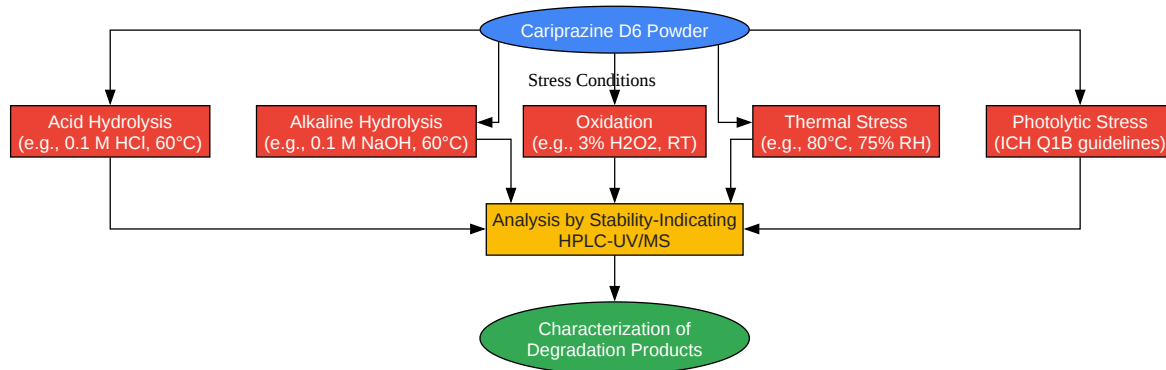 Cariprazine D6 Powder
Stress Conditions
Acid Hydrolysis
(e.g., 0.1 M HCl, 60°C)
Alkaline Hydrolysis
(e.g., 0.1 M NaOH, 60°C)
Oxidation
(e.g., 3% H2O2, RT)
Thermal Stress
(e.g., 80°C, 75% RH)
Photolytic Stress
(ICH Q1B guidelines)
Analysis by Stability-Indicating
HPLC-UV/MS
Characterization of
Degradation Products